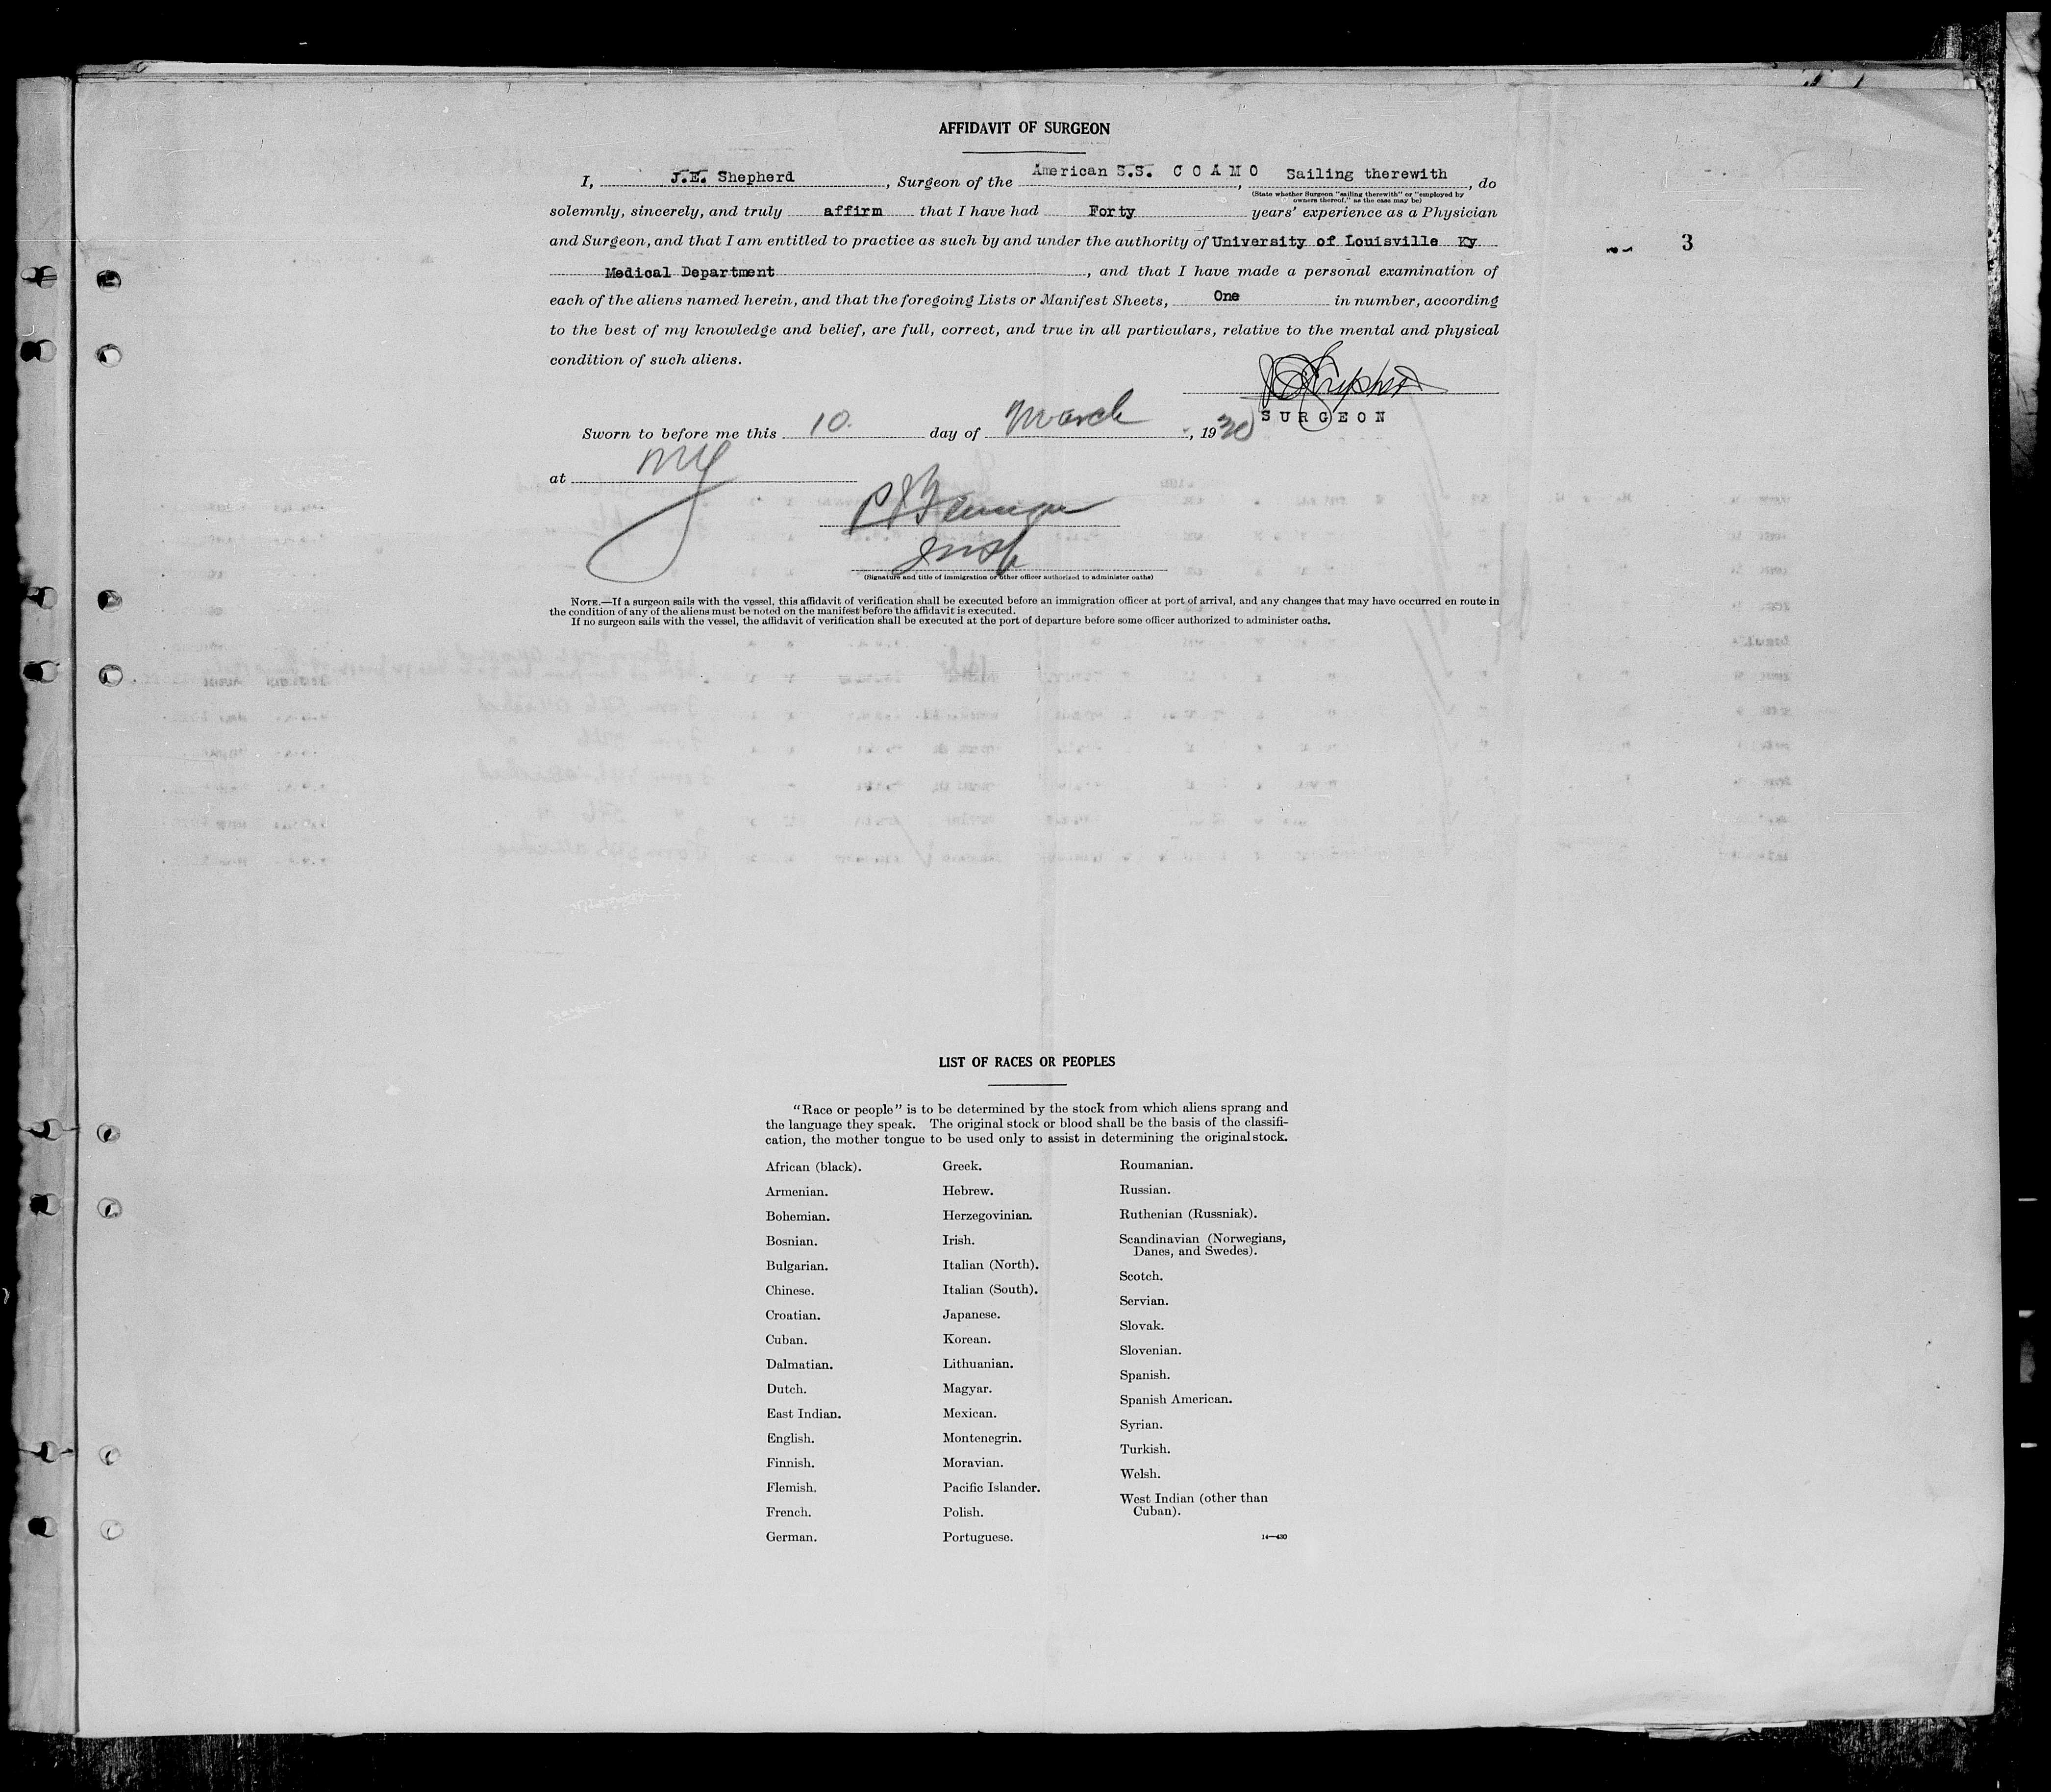 AFFIDAVIT OF SURGEON
I, J.E. Shepherd, Surgeon of the American S.S. C O A M O, Sailing therewith, do
(State whether Surgeon "sailing therewith" or "employed by
owners thereof," as the case may be)
solemnly, sincerely, and truly affirm that I have had Forty years' experience as a Physician
and Surgeon, and that I am entitled to practice as such by and under the authority of University of Louisville Ky
Medical Department, and that I have made a personal examination of
each of the aliens named herein, and that the foregoing Lists or Manifest Sheets, One in number, according
to the best of my knowledge and belief, are full, correct, and true in all particulars, relative to the mental and physical
condition of such aliens.
3
SURGEON
Sworn to before me this 10. day of March, 1930
at NY
Insp
(Signature and title of immigration or other officer authorized to administer oaths)
NOTE.—If a surgeon sails with the vessel, this affidavit of verification shall be executed before an immigration officer at port of arrival, and any changes that may have occurred en route in
the condition of any of the aliens must be noted on the manifest before the affidavit is executed.
If no surgeon sails with the vessel, the affidavit of verification shall be executed at the port of departure before some officer authorized to administer oaths.
LIST OF RACES OR PEOPLES
"Race or people" is to be determined by the stock from which aliens sprang and
the language they speak. The original stock or blood shall be the basis of the classifi-
cation, the mother tongue to be used only to assist in determining the original stock.
African (black).
Armenian.
Bohemian.
Bosnian.
Bulgarian.
Chinese.
Croatian.
Cuban.
Dalmatian.
Dutch.
East Indian.
English.
Finnish.
Flemish.
French.
German.
Greek.
Hebrew.
Herzegovinian.
Irish.
Italian (North).
Italian (South).
Japanese.
Korean.
Lithuanian.
Magyar.
Mexican.
Montenegrin.
Moravian.
Pacific Islander.
Polish.
Portuguese.
Roumanian.
Russian.
Ruthenian (Russniak).
Scandinavian (Norwegians,
Danes, and Swedes).
Scotch.
Servian.
Slovak.
Slovenian.
Spanish.
Spanish American.
Syrian.
Turkish.
Welsh.
West Indian (other than
Cuban).
14—430